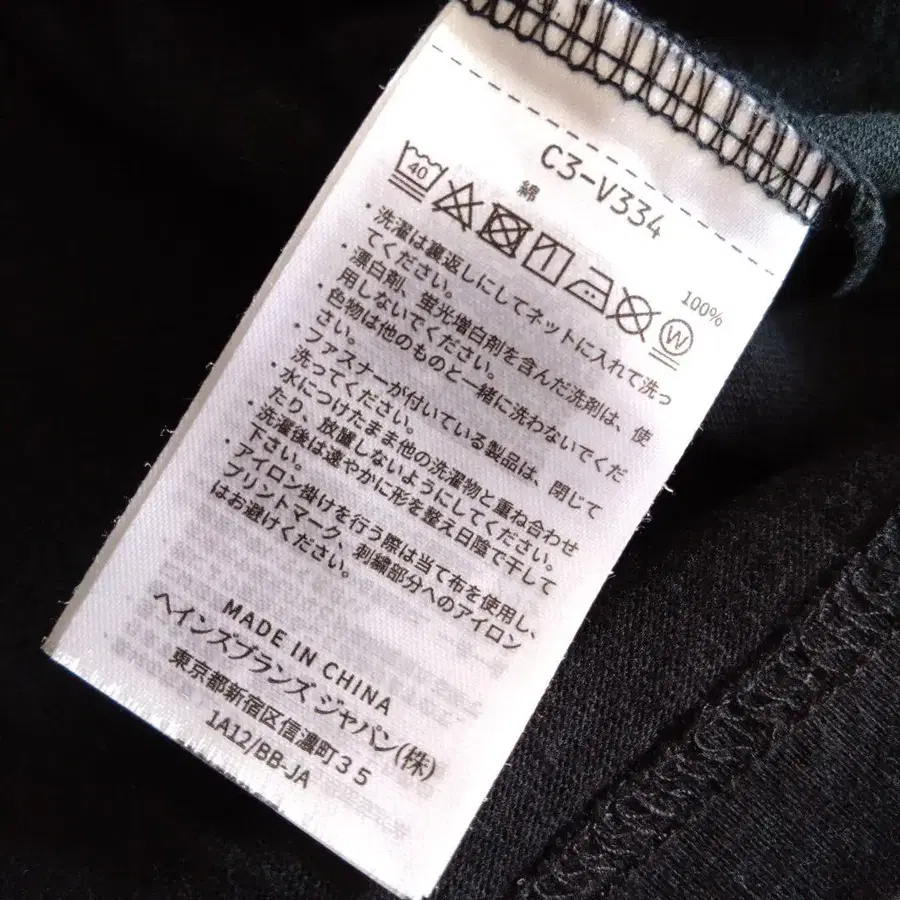 C3-V334
綿 100%
40
W
・洗濯は裏返しにしてネットに入れて洗っ
てください。
・漂白剤、蛍光増白剤を含んだ洗剤は、使
用しないでください。
・色物は他のものと一緒に洗わないでくだ
さい。
・ファスナーが付いている製品は、閉じて
洗ってください。
・水につけたまま他の洗濯物と重ね合わせ
たり、放置しないようにしてください。
・洗濯後は速やかに形を整え日陰で干して
下さい。
・アイロン掛けを行う際は当て布を使用し、
プリントマーク、刺繍部分へのアイロン
はお避けください。
MADE IN CHINA
ヘインズブランズ ジャパン(株)
東京都新宿区信濃町35
1A12/BB-JA